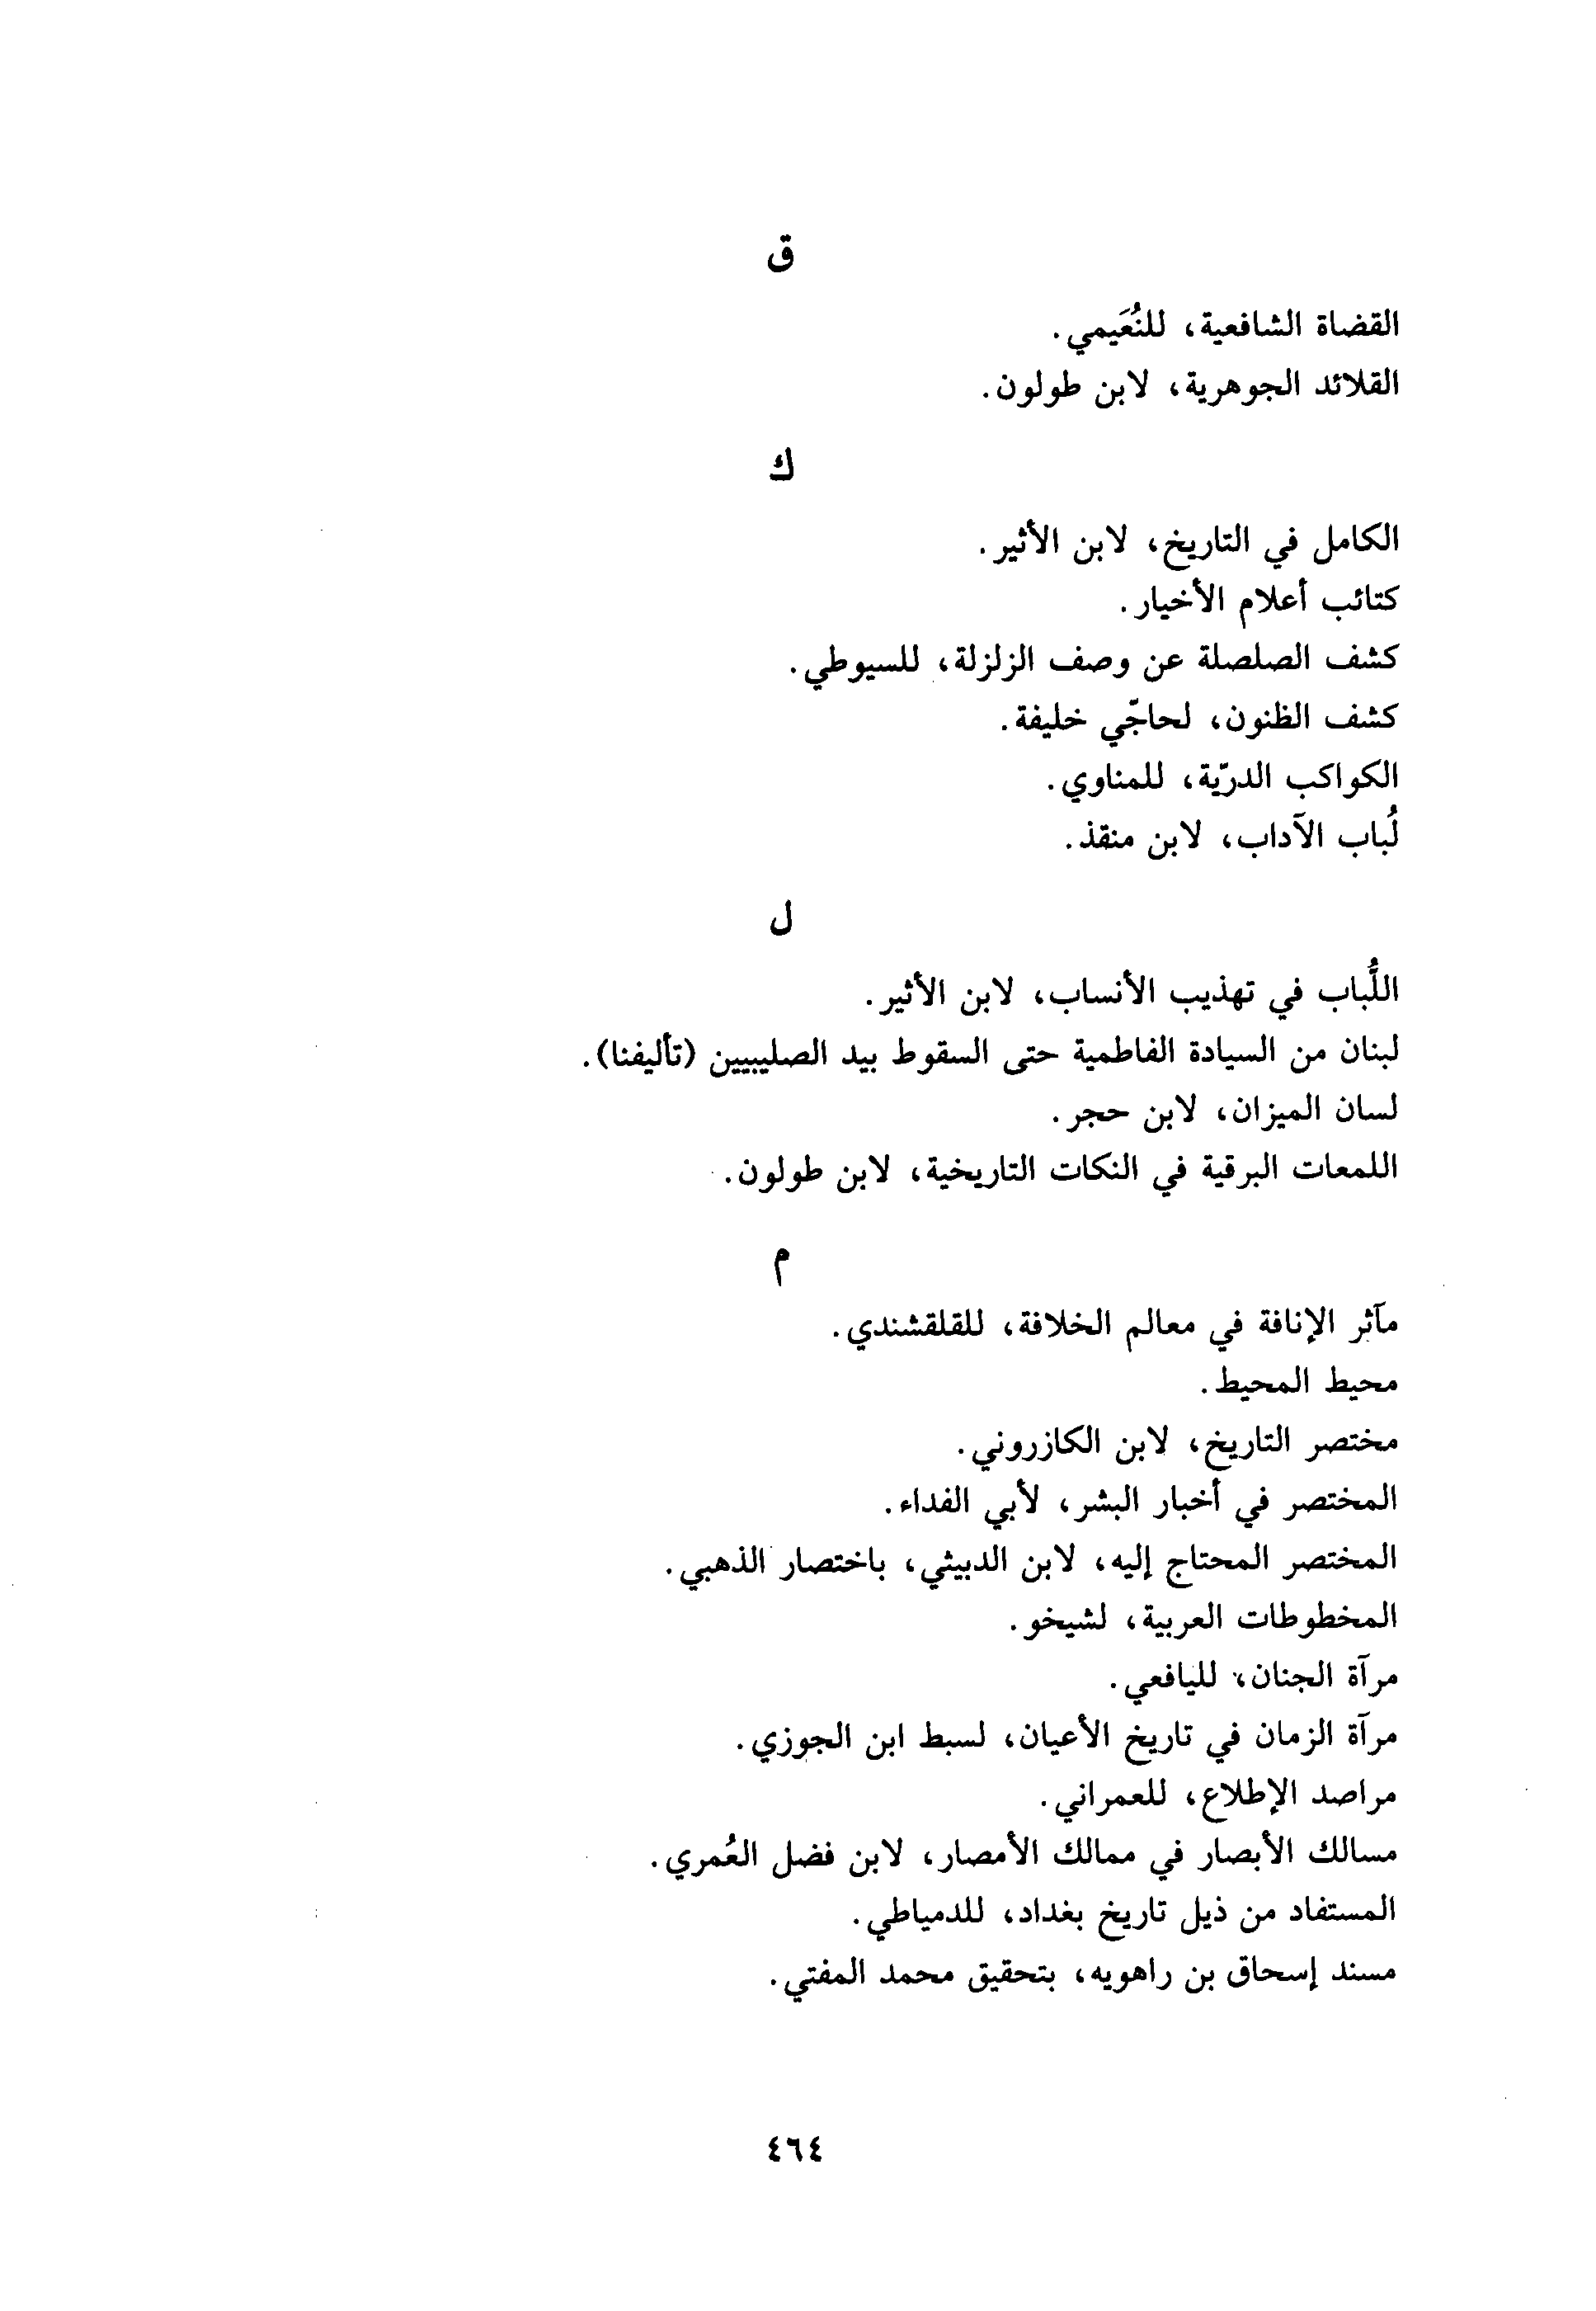 ق
القضاة الشافعية، للنُعَيمي.
القلائد الجوهرية، لابن طولون.
ك
الكامل في التاريخ، لابن الأثير.
كتائب أعلام الأخيار.
كشف الصلصلة عن وصف الزلزلة، للسيوطي.
كشف الظنون، لحاجّي خليفة.
الكواكب الدرّية، للمناوي.
لُباب الآداب، لابن منقذ.
ل
اللُّباب في تهذيب الأنساب، لابن الأثير.
لبنان من السيادة الفاطمية حتى السقوط بيد الصليبيين (تأليفنا).
لسان الميزان، لابن حجر.
اللمعات البرقية في النكات التاريخية، لابن طولون.
م
مآثر الإنافة في معالم الخلافة، للقلقشندي.
محيط المحيط.
مختصر التاريخ، لابن الكازروني.
المختصر في أخبار البشر، لأبي الفداء.
المختصر المحتاج إليه، لابن الدبيثي، باختصار الذهبي.
المخطوطات العربية، لشيخو.
مرآة الجنان، لليافعي.
مرآة الزمان في تاريخ الأعيان، لسبط ابن الجوزي.
مراصد الإطلاع، للعمراني.
مسالك الأبصار في ممالك الأمصار، لابن فضل العُمري.
المستفاد من ذيل تاريخ بغداد، للدمياطي.
مسند إسحاق بن راهويه، بتحقيق محمد المفتي.
٤٦٤